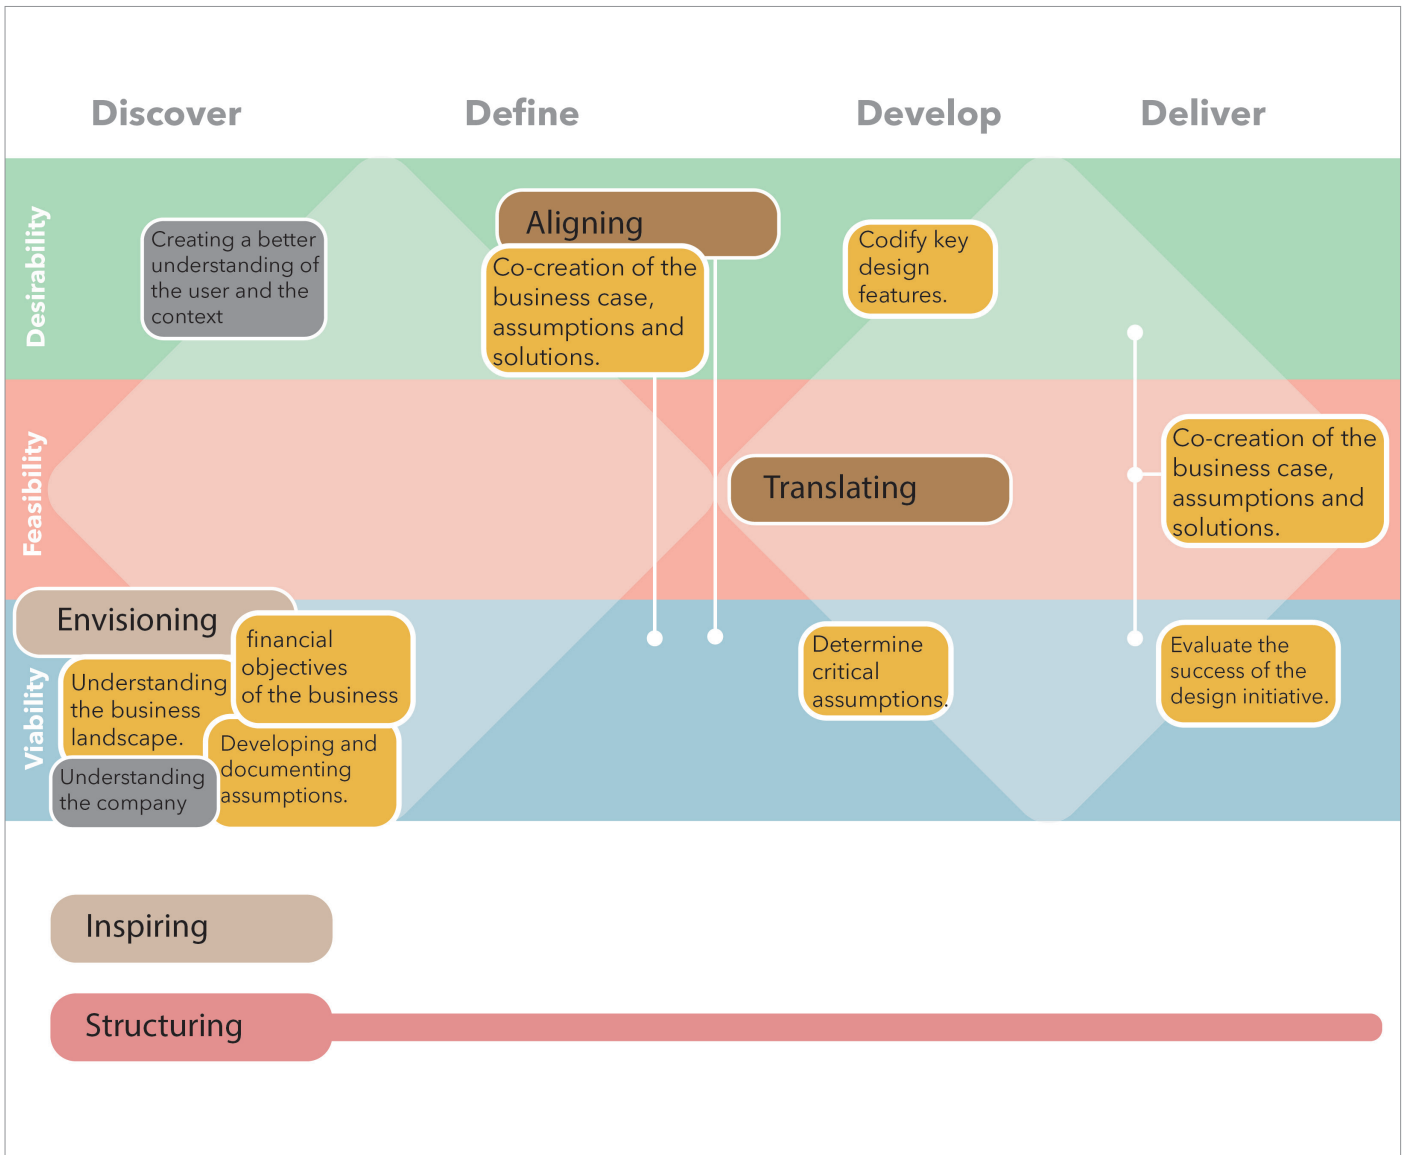 Discover
Define
Develop
Deliver
Desirability
Creating a better
understanding of
the user and the
context
Aligning
Co-creation of the
business case,
assumptions and
solutions.
Codify key
design
features.
Feasibility
Translating
Co-creation of the
business case,
assumptions and
solutions.
Viability
Envisioning
financial
objectives
of the business
Understanding
the business
landscape.
Developing and
documenting
assumptions.
Understanding
the company
Determine
critical
assumptions.
Evaluate the
success of the
design initiative.
Inspiring
Structuring